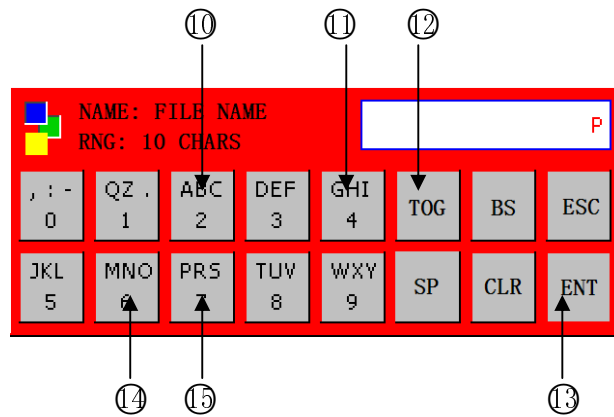 ⑩ ⑪ ⑫
NAME: FILE NAME
RNG: 10 CHARS
P
, : - QZ . ABC DEF GHI TOG BS ESC
0 1 2 3 4
JKL MNO PRS TUV WXY SP CLR ENT
5 6 7 8 9
⑭ ⑮ ⑬